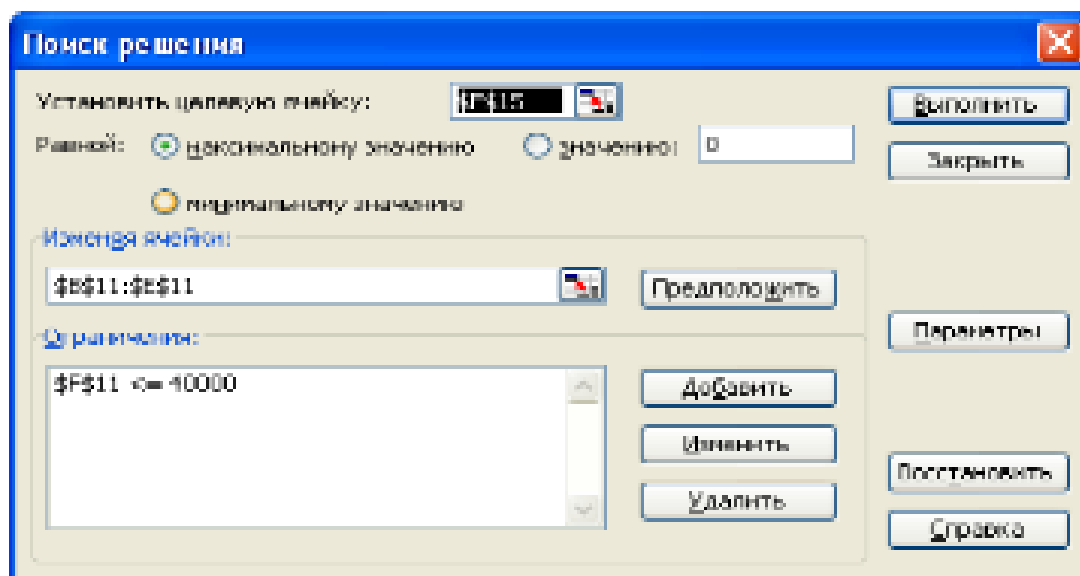 Поиск решения
Установить целевую ячейку: $F$15
Выполнить
Равной: максимальному значению значению: 0
Закрыть
минимальному значению
Изменяя ячейки:
$B$11:$E$11
Предположить
Параметры
Ограничения:
$F$11 <= 40000
Добавить
Изменить
Удалить
Восстановить
Справка